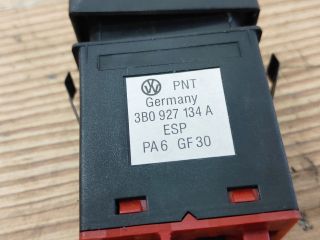 PNT
Germany
3B0 927 134 A
ESP
PA6 GF30